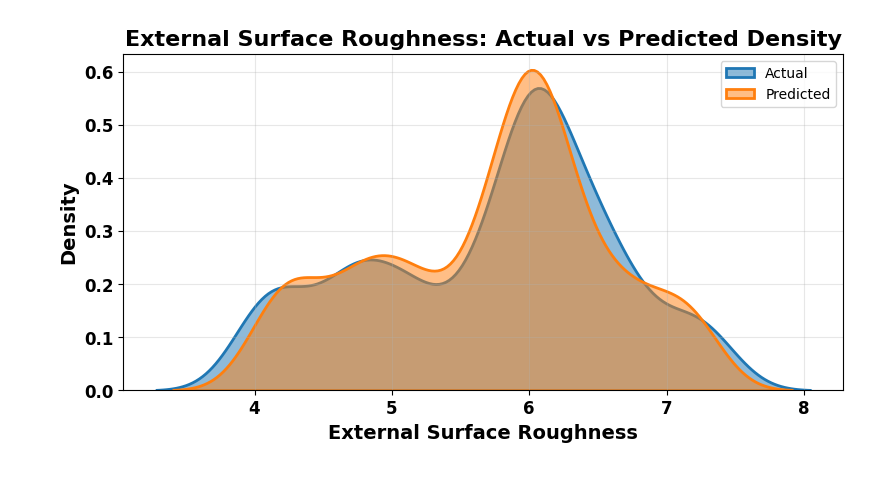 External Surface Roughness: Actual vs Predicted Density
Actual
Predicted
Density
0.6
0.5
0.4
0.3
0.2
0.1
0.0
4 5 6 7 8
External Surface Roughness